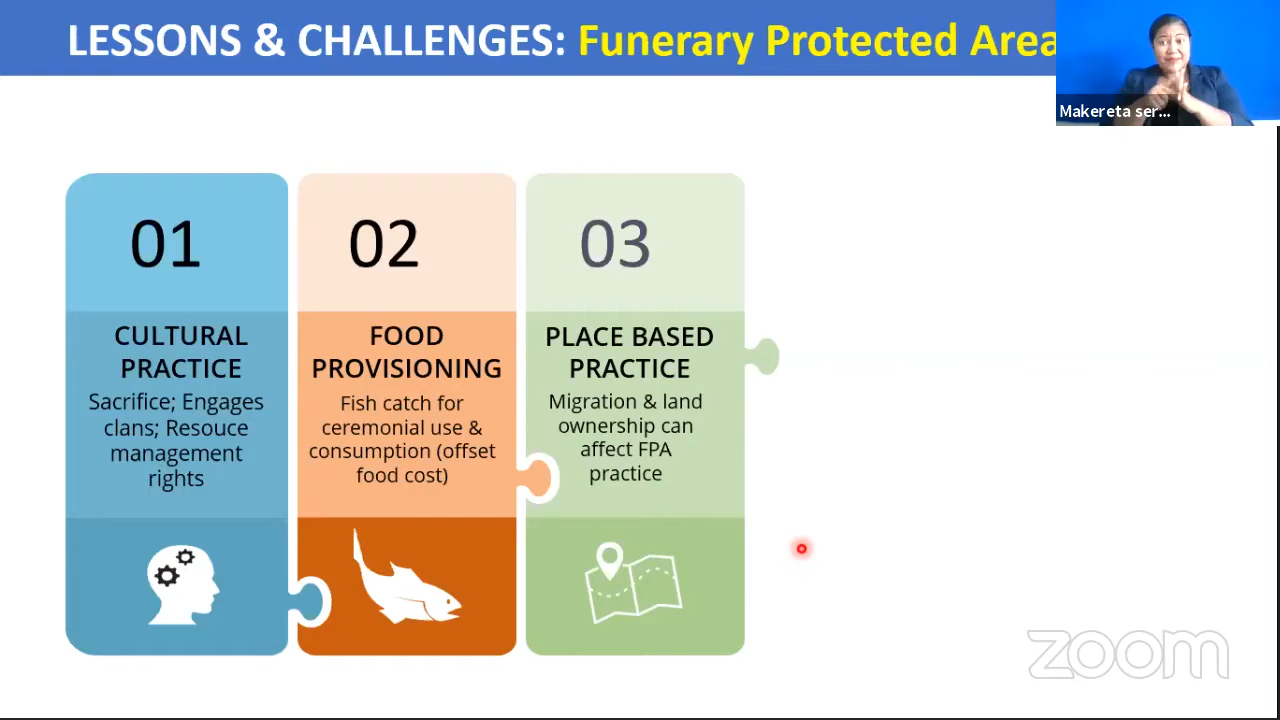 LESSONS & CHALLENGES: Funerary Protected Area
Makereta ser...
01
CULTURAL
PRACTICE
Sacrifice; Engages
clans; Resouce
management
rights
02
FOOD
PROVISIONING
Fish catch for
ceremonial use &
consumption (offset
food cost)
03
PLACE BASED
PRACTICE
Migration & land
ownership can
affect FPA
practice
zoom